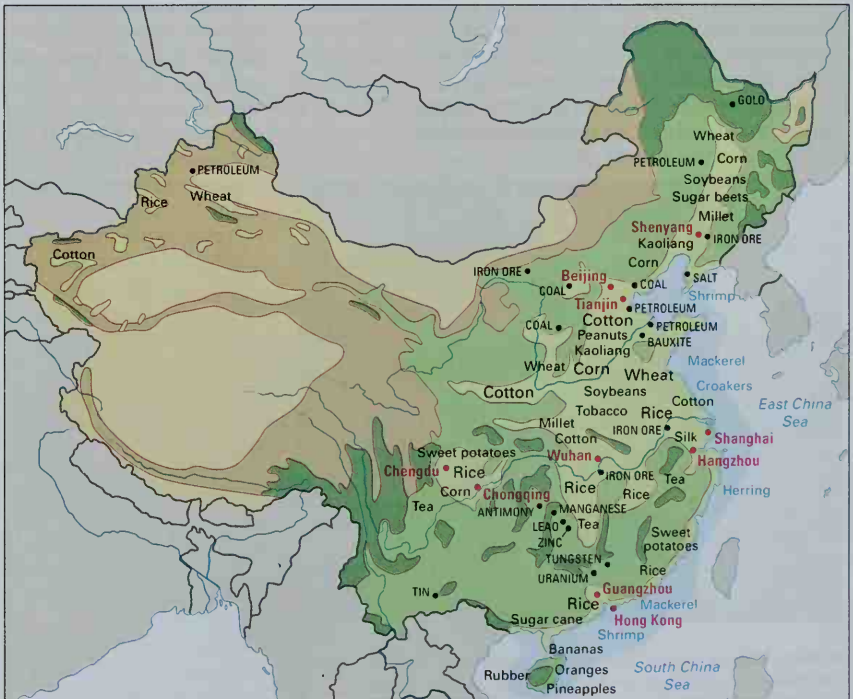 GOLD
Wheat
PETROLEUM
Corn
PETROLEUM
Soybeans
Rice
Wheat
Sugar beets
Millet
Shenyang
IRON ORE
Kaoliang
Cotton
Corn
IRON ORE
Beijing
SALT
COAL
COAL
Shrimp
Tianjin
PETROLEUM
Cotton
COAL
PETROLEUM
Peanuts
BAUXITE
Kaoliang
Mackerel
Wheat
Corn
Wheat
Croakers
Cotton
Soybeans
Cotton
East China
Sea
Tobacco
Rice
Millet
IRON ORE
Silk
Shanghai
Cotton
Sweet potatoes
Wuhan
Hangzhou
Chengdu
Rice
IRON ORE
Tea
Corn
Chongqing
Rice
Rice
Herring
Tea
ANTIMONY
MANGANESE
LEAD
Tea
ZINC
Sweet
potatoes
TUNGSTEN
Rice
URANIUM
TIN
Guangzhou
Rice
Mackerel
Sugar cane
Hong Kong
Shrimp
Bananas
Rubber
Oranges
South China
Sea
Pineapples